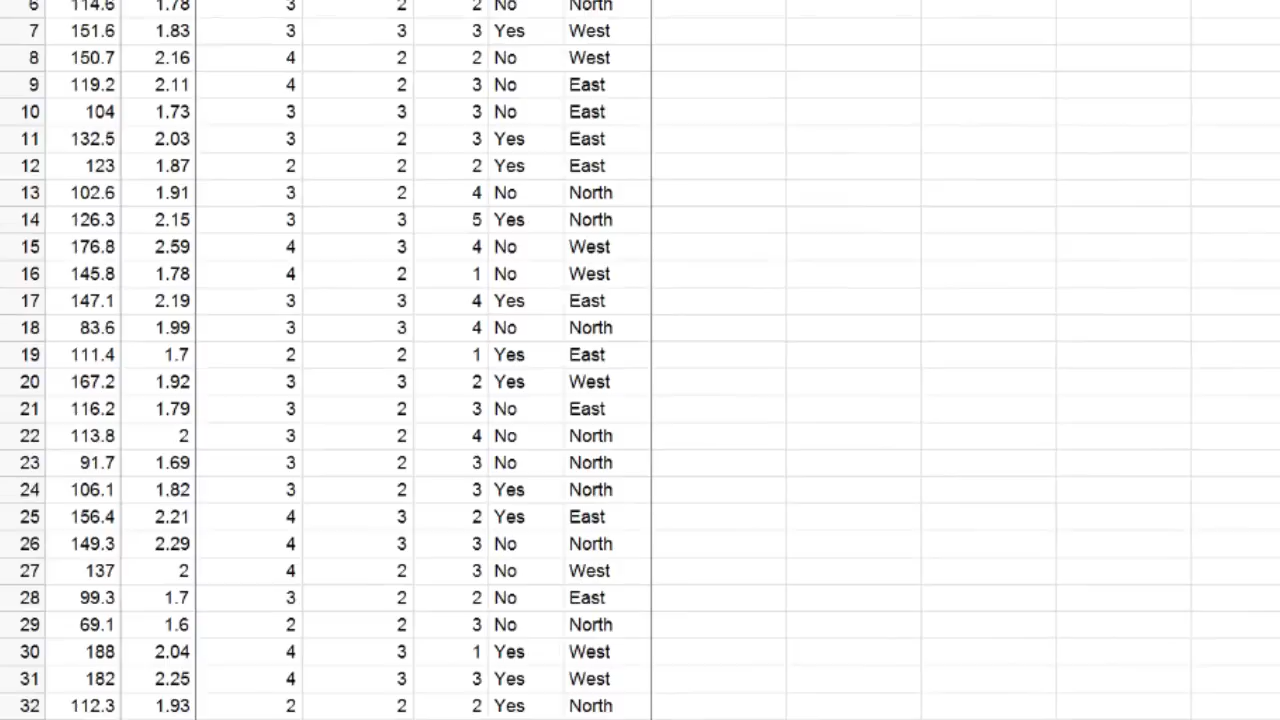 6 114.6 1.78 3 2 2 No North
7 151.6 1.83 3 3 3 Yes West
8 150.7 2.16 4 2 2 No West
9 119.2 2.11 4 2 3 No East
10 104 1.73 3 3 3 No East
11 132.5 2.03 3 2 3 Yes East
12 123 1.87 2 2 2 Yes East
13 102.6 1.91 3 2 4 No North
14 126.3 2.15 3 3 5 Yes North
15 176.8 2.59 4 3 4 No West
16 145.8 1.78 4 2 1 No West
17 147.1 2.19 3 3 4 Yes East
18 83.6 1.99 3 3 4 No North
19 111.4 1.7 2 2 1 Yes East
20 167.2 1.92 3 3 2 Yes West
21 116.2 1.79 3 2 3 No East
22 113.8 2 3 2 4 No North
23 91.7 1.69 3 2 3 No North
24 106.1 1.82 3 2 3 Yes North
25 156.4 2.21 4 3 2 Yes East
26 149.3 2.29 4 3 3 No North
27 137 2 4 2 3 No West
28 99.3 1.7 3 2 2 No East
29 69.1 1.6 2 2 3 No North
30 188 2.04 4 3 1 Yes West
31 182 2.25 4 3 3 Yes West
32 112.3 1.93 2 2 2 Yes North